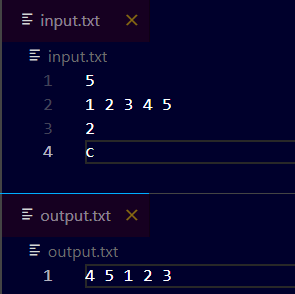 input.txt ×
input.txt
1 5
2 1 2 3 4 5
3 2
4 c
output.txt ×
output.txt
1 4 5 1 2 3